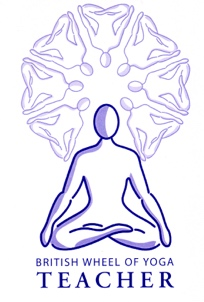 BRITISH WHEEL OF YOGA
TEACHER